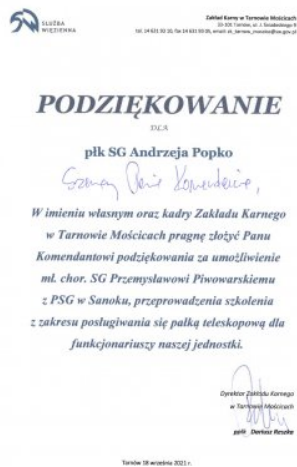 SŁUŻBA
WIĘZIENNA
Zakład Karny w Tarnowie Mościcach
PODZIĘKOWANIE
DLA
płk SG Andrzeja Popko
Szanowny Panie Komendancie,
W imieniu własnym oraz kadry Zakładu Karnego
w Tarnowie Mościcach pragnę złożyć Panu
Komendantowi podziękowania za umożliwienie
mł. chor. SG Przemysławowi Piwowarskiemu
z PSG w Sanoku, przeprowadzenia szkolenia
z zakresu posługiwania się pałką teleskopową dla
funkcjonariuszy naszej jednostki.
Dyrektor Zakładu Karnego
w Tarnowie Mościcach
ppłk Dariusz Reszke
Tarnów 18 września 2021 r.